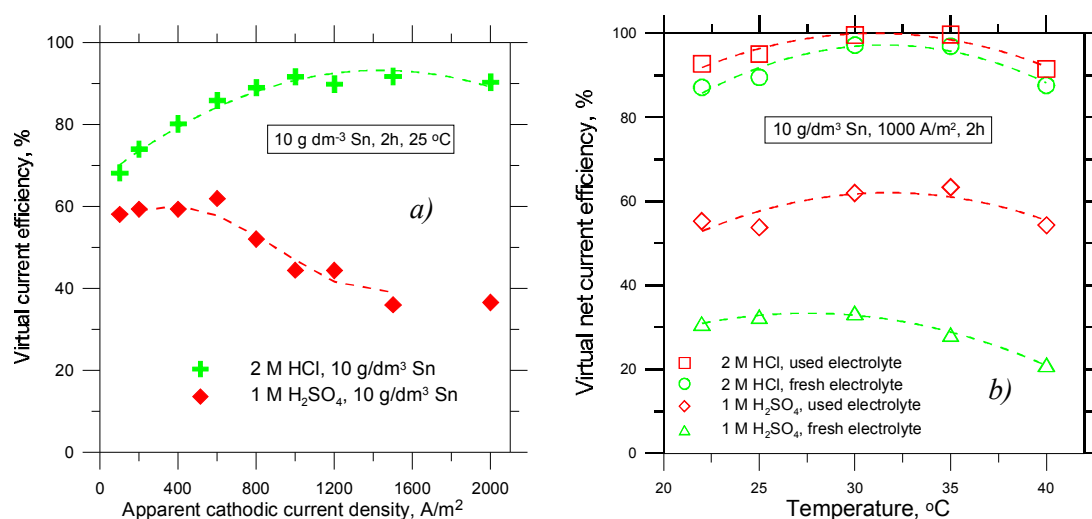 Virtual current efficiency, %
100
80
60
40
20
0
10 g dm⁻³ Sn, 2h, 25 ºC
a)
2 M HCl, 10 g/dm³ Sn
1 M H₂SO₄, 10 g/dm³ Sn
0 400 800 1200 1600 2000
Apparent cathodic current density, A/m²
Virtual net current efficiency, %
100
80
60
40
20
0
10 g/dm³ Sn, 1000 A/m², 2h
2 M HCl, used electrolyte
2 M HCl, fresh electrolyte
1 M H₂SO₄, used electrolyte
1 M H₂SO₄, fresh electrolyte
b)
20 25 30 35 40
Temperature, ºC